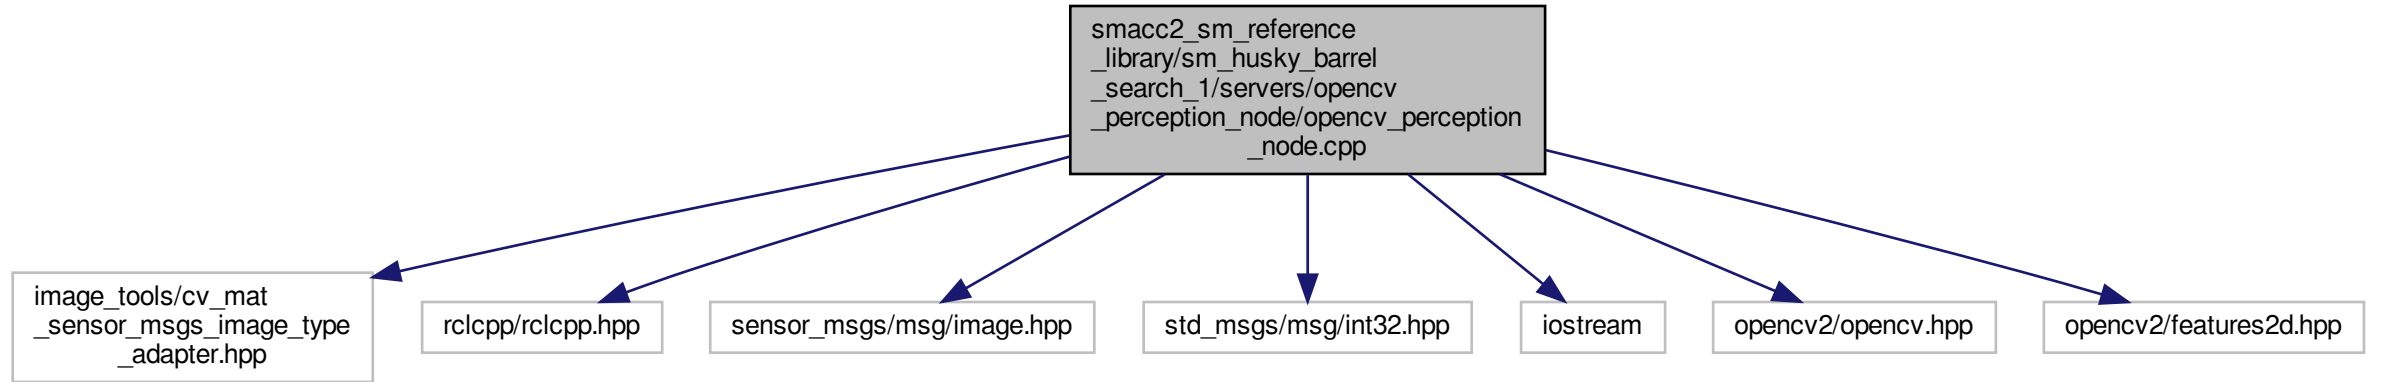 smacc2_sm_reference
_library/sm_husky_barrel
_search_1/servers/opencv
_perception_node/opencv_perception
_node.cpp
image_tools/cv_mat
_sensor_msgs_image_type
_adapter.hpp
rclcpp/rclcpp.hpp
sensor_msgs/msg/image.hpp
std_msgs/msg/int32.hpp
iostream
opencv2/opencv.hpp
opencv2/features2d.hpp